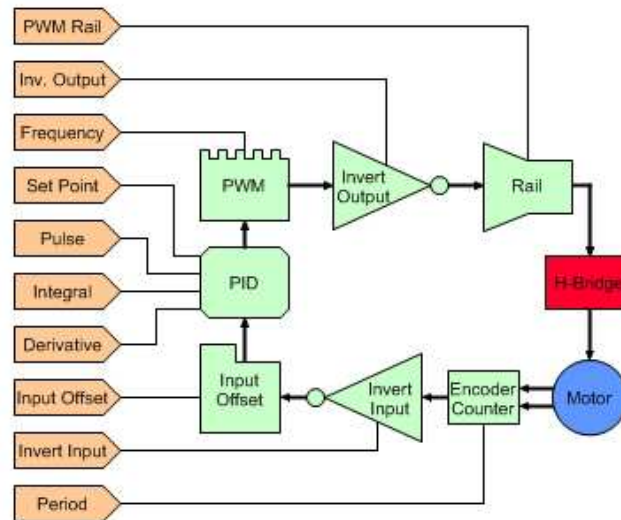 PWM Rail
Inv. Output
Frequency
Set Point
Pulse
Integral
Derivative
Input Offset
Invert Input
Period
PWM
Invert
Output
Rail
PID
H-Bridge
Input
Offset
Invert
Input
Encoder
Counter
Motor